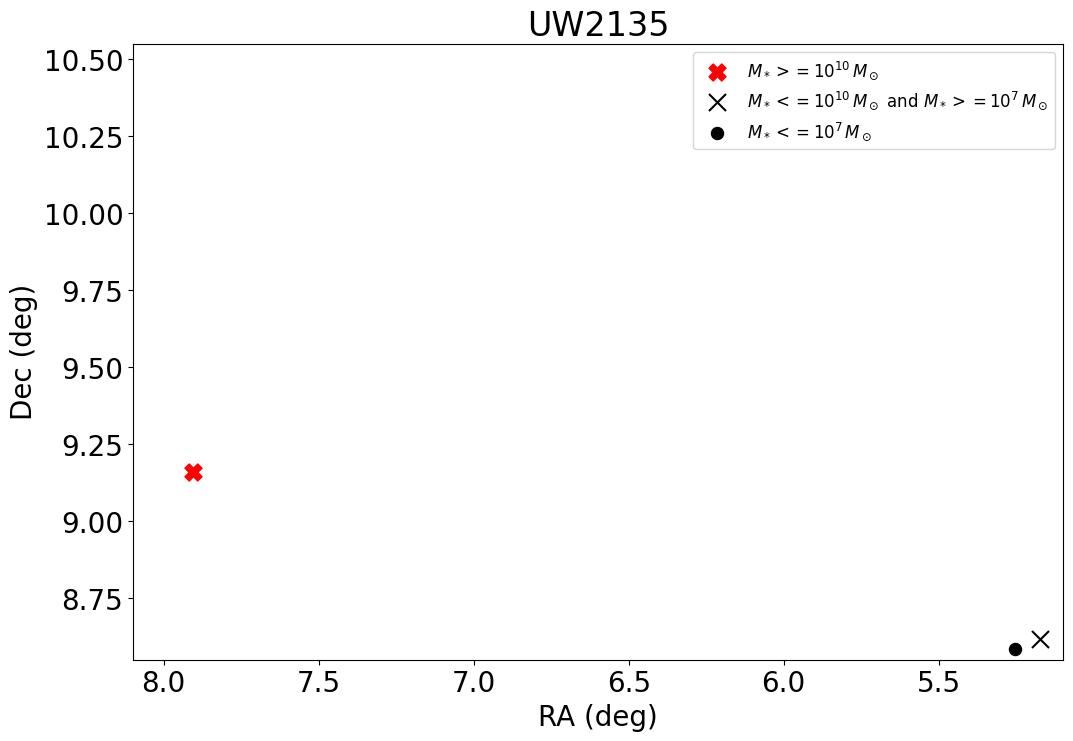 UW2135
10.50
10.25
10.00
9.75
9.50
9.25
9.00
8.75
Dec (deg)
M* >= 10^10 M⊙
M* <= 10^10 M⊙ and M* >= 10^7 M⊙
M* <= 10^7 M⊙
8.0 7.5 7.0 6.5 6.0 5.5
RA (deg)